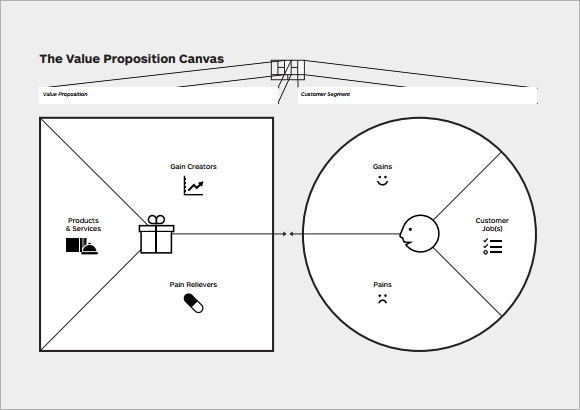 The Value Proposition Canvas
Value Proposition
Customer Segment
Gain Creators
Products
& Services
Pain Relievers
Gains
Customer
Job(s)
Pains